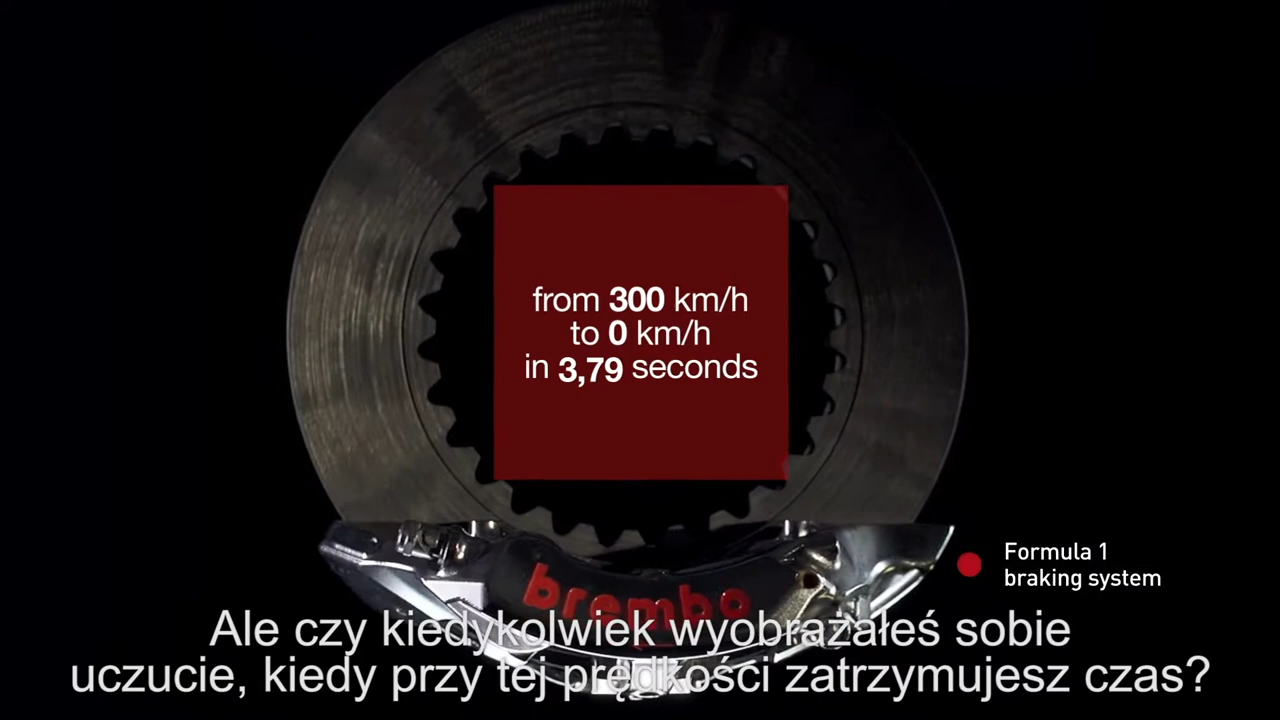 from 300 km/h
to 0 km/h
in 3,79 seconds
Formula 1
braking system
brembo
Ale czy kiedykolwiek wyobrażałeś sobie
uczucie, kiedy przy tej prędkości zatrzymujesz czas?